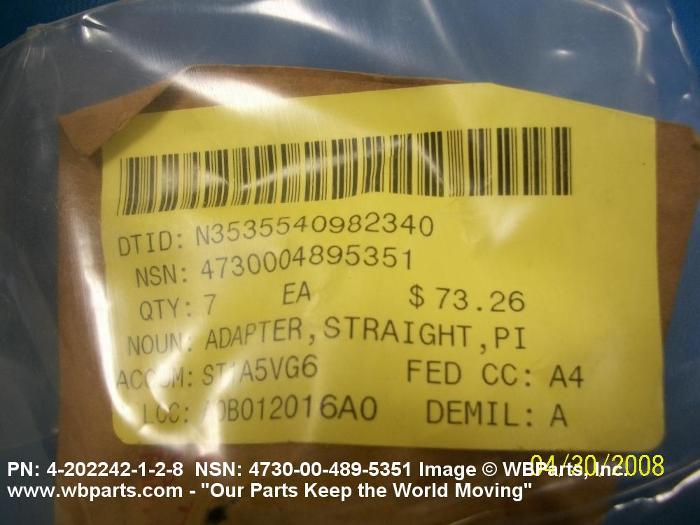 DTID: N3535540982340
NSN: 4730004895351
QTY: 7 EA $ 73.26
NOUN: ADAPTER, STRAIGHT, PI
FED CC: A4
DEMIL: A
PN: 4-202242-1-2-8 NSN: 4730-00-489-5351 Image © WBParts, Inc.
04/30/2008
www.wbparts.com - "Our Parts Keep the World Moving"